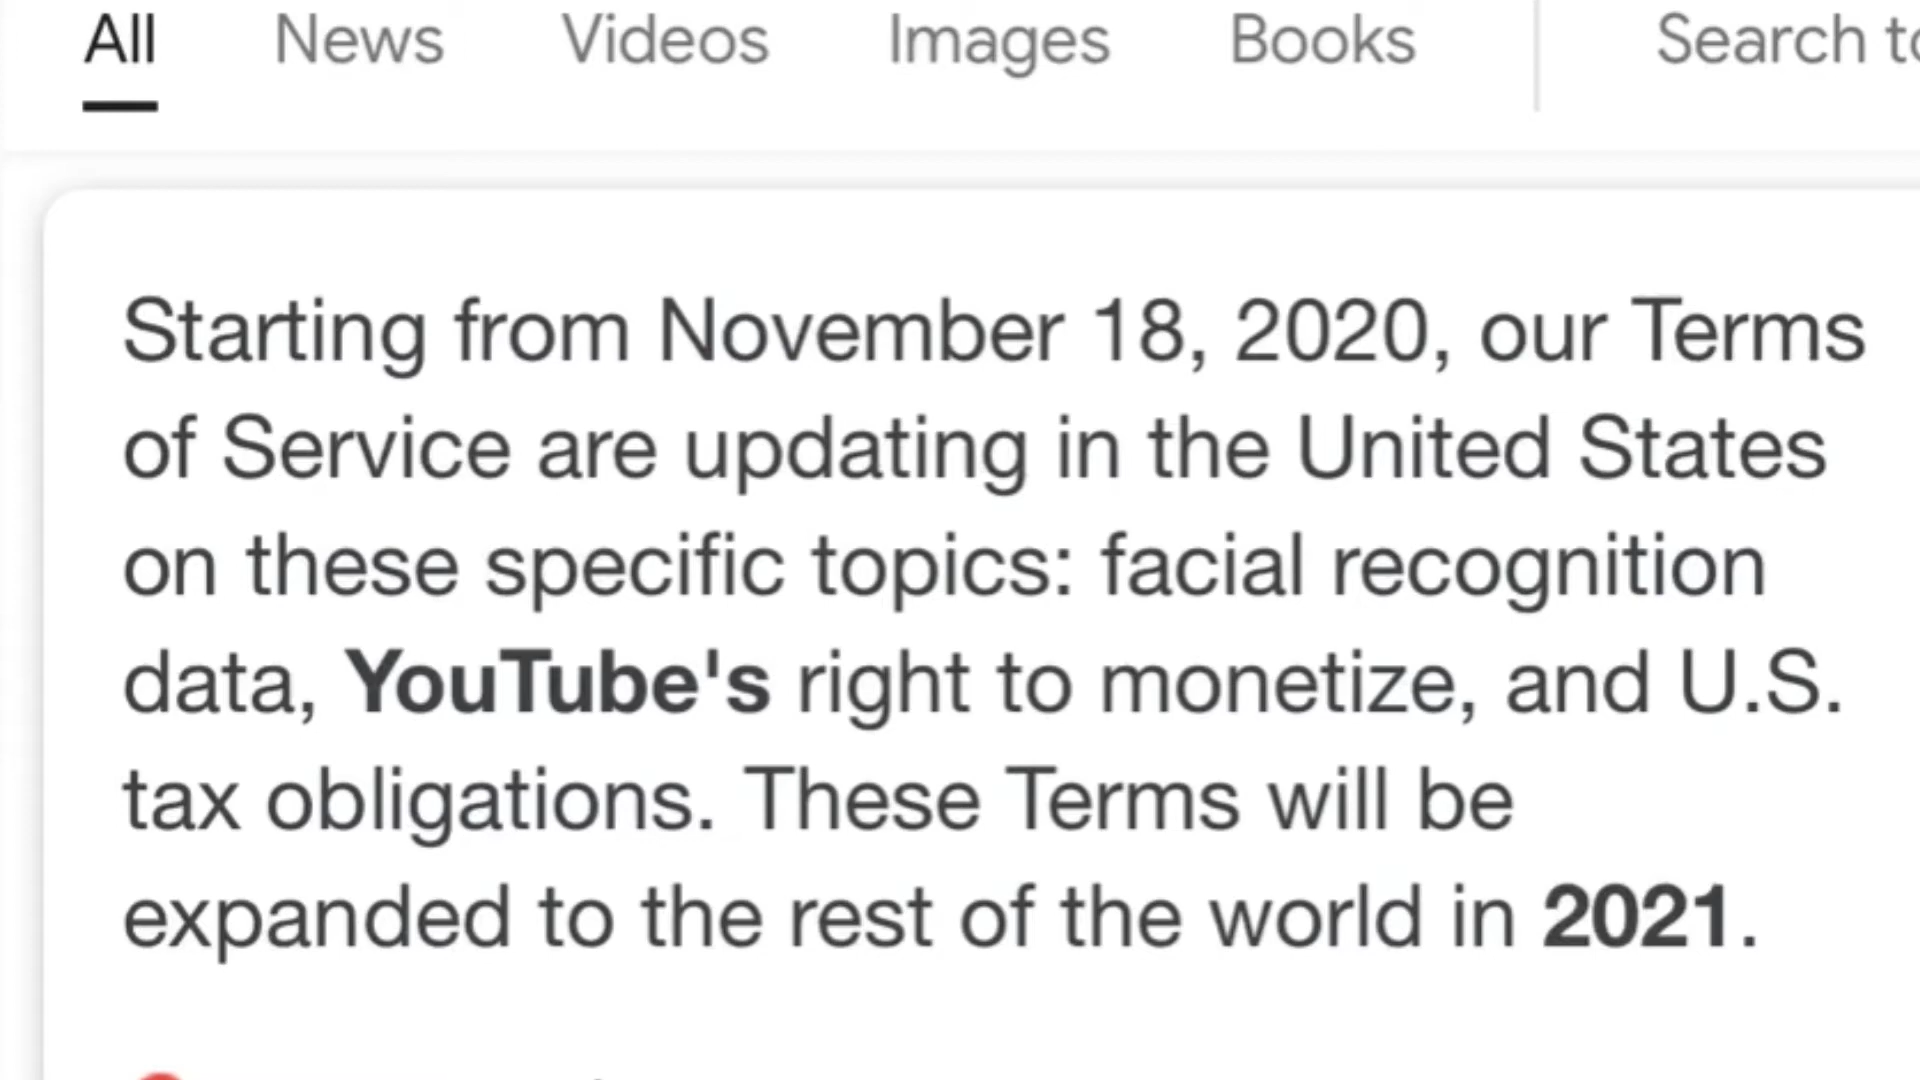 All News Videos Images Books Search
Starting from November 18, 2020, our Terms
of Service are updating in the United States
on these specific topics: facial recognition
data, YouTube's right to monetize, and U.S.
tax obligations. These Terms will be
expanded to the rest of the world in 2021.